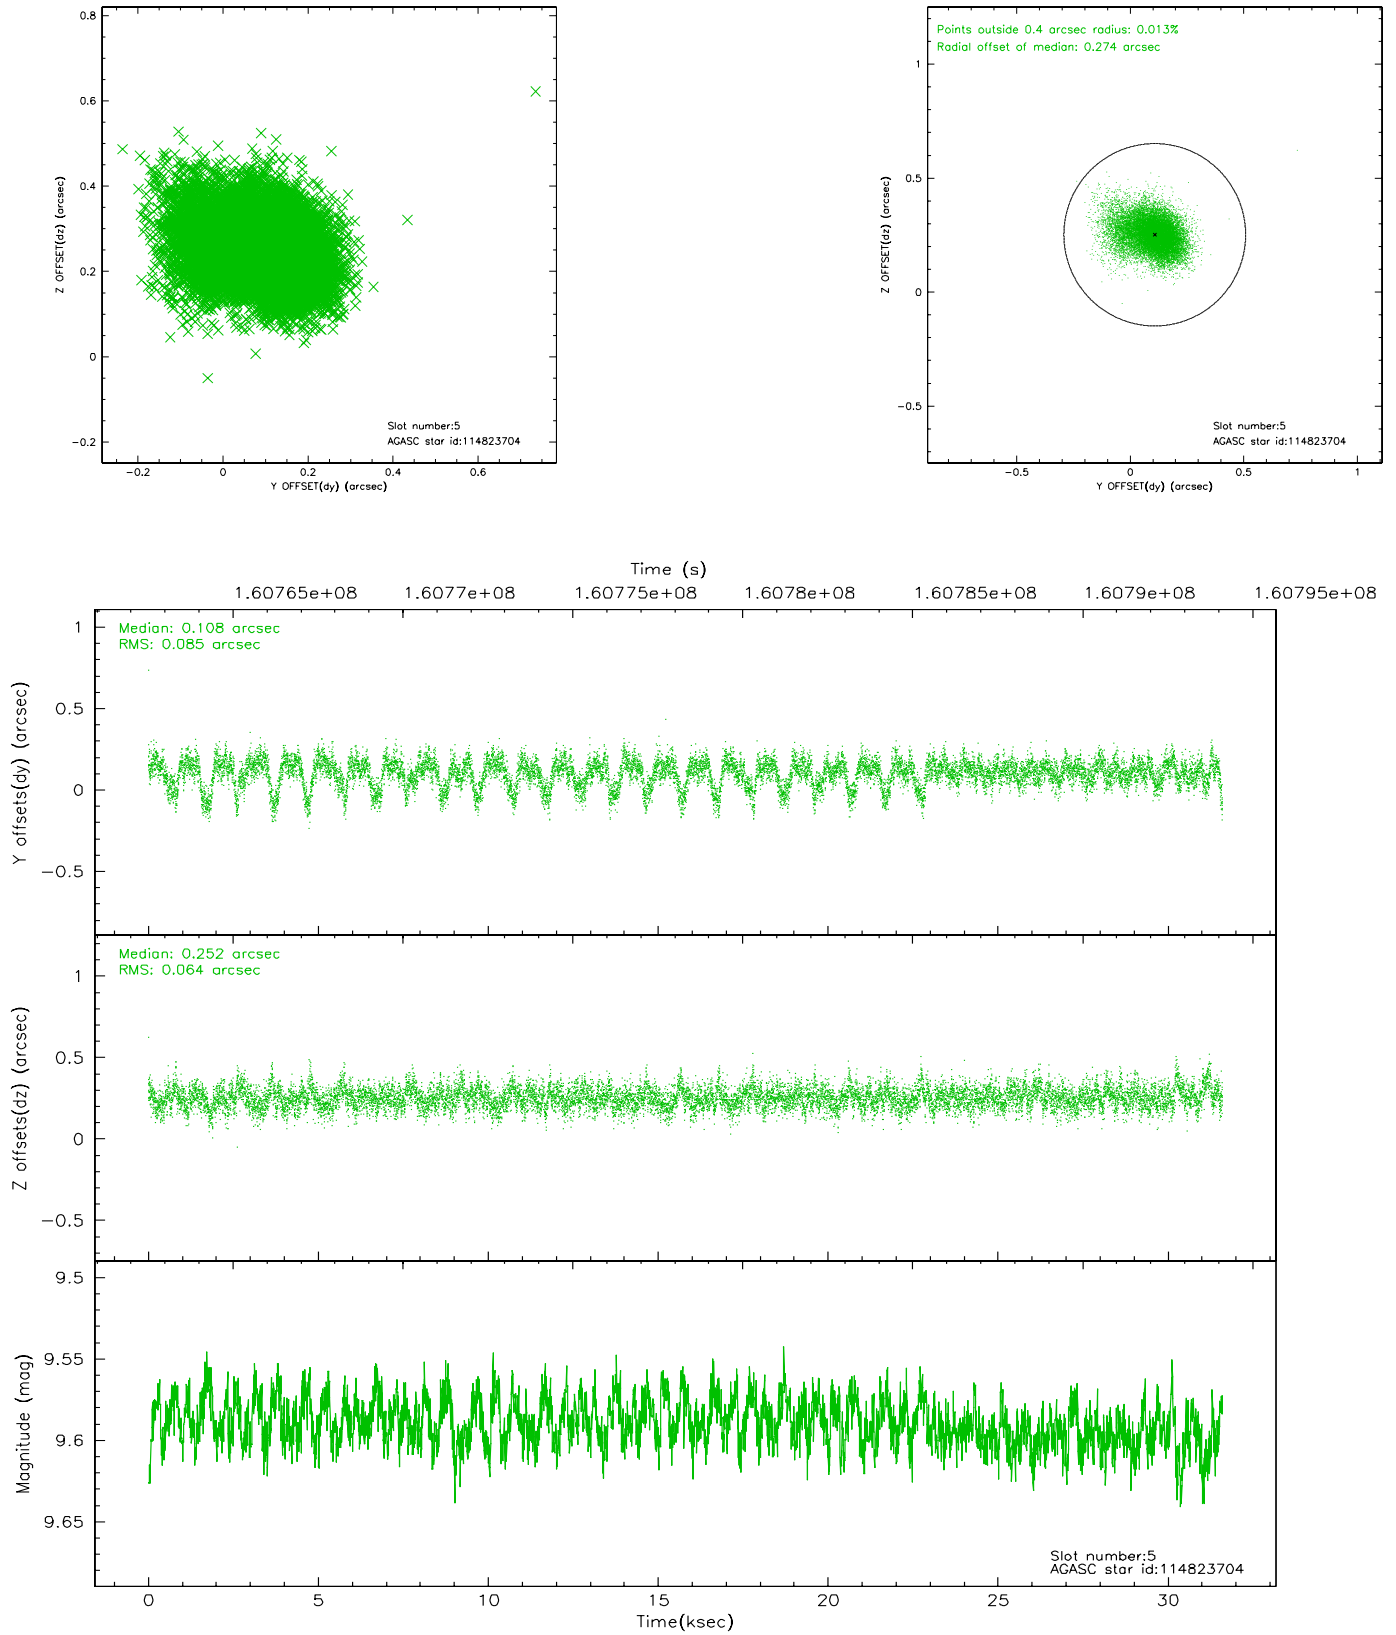 0.8
0.6
0.4
0.2
0
−0.2
Z OFFSET(dz) (arcsec)
−0.2 0 0.2 0.4 0.6
Y OFFSET(dy) (arcsec)
Slot number:5
AGASC star id:114823704
Points outside 0.4 arcsec radius: 0.013%
Radial offset of median: 0.274 arcsec
1
0.5
0
−0.5
Z OFFSET(dz) (arcsec)
−0.5 0 0.5 1
Y OFFSET(dy) (arcsec)
Slot number:5
AGASC star id:114823704
Time (s)
1.60765e+08 1.6077e+08 1.60775e+08 1.6078e+08 1.60785e+08 1.6079e+08 1.60795e+08
Median: 0.108 arcsec
RMS: 0.085 arcsec
1
0.5
0
−0.5
Y offsets(dy) (arcsec)
Median: 0.252 arcsec
RMS: 0.064 arcsec
1
0.5
0
−0.5
Z offsets(dz) (arcsec)
9.5
9.55
9.6
9.65
Magnitude (mag)
Slot number:5
AGASC star id:114823704
0 5 10 15 20 25 30
Time(ksec)